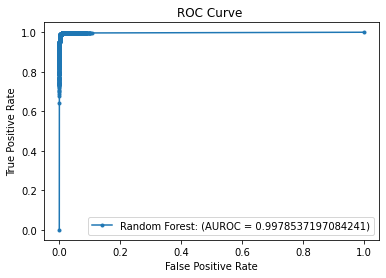 ROC Curve
True Positive Rate
1.0
0.8
0.6
0.4
0.2
0.0
Random Forest: (AUROC = 0.9978537197084241)
0.0 0.2 0.4 0.6 0.8 1.0
False Positive Rate